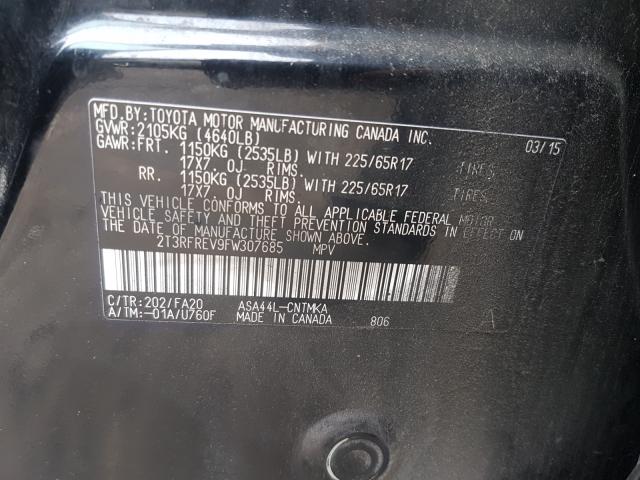 MFD.BY:TOYOTA MOTOR MANUFACTURING CANADA INC.
GVWR:2105KG (4640LB) 03/15
GAWR:FRT. 1150KG (2535LB) WITH 225/65R17 TIRES,
17X7.0J RIMS.
RR. 1150KG (2535LB) WITH 225/65R17 TIRES,
17X7.0J RIMS.
THIS VEHICLE CONFORMS TO ALL APPLICABLE FEDERAL MOTOR
VEHICLE SAFETY AND THEFT PREVENTION STANDARDS IN EFFECT ON
THE DATE OF MANUFACTURE SHOWN ABOVE.
2T3RFREV9FW307685 MPV
C/TR:202/FA20 ASA44L-CNTMKA
A/TM:-01A/U760F MADE IN CANADA 806 A